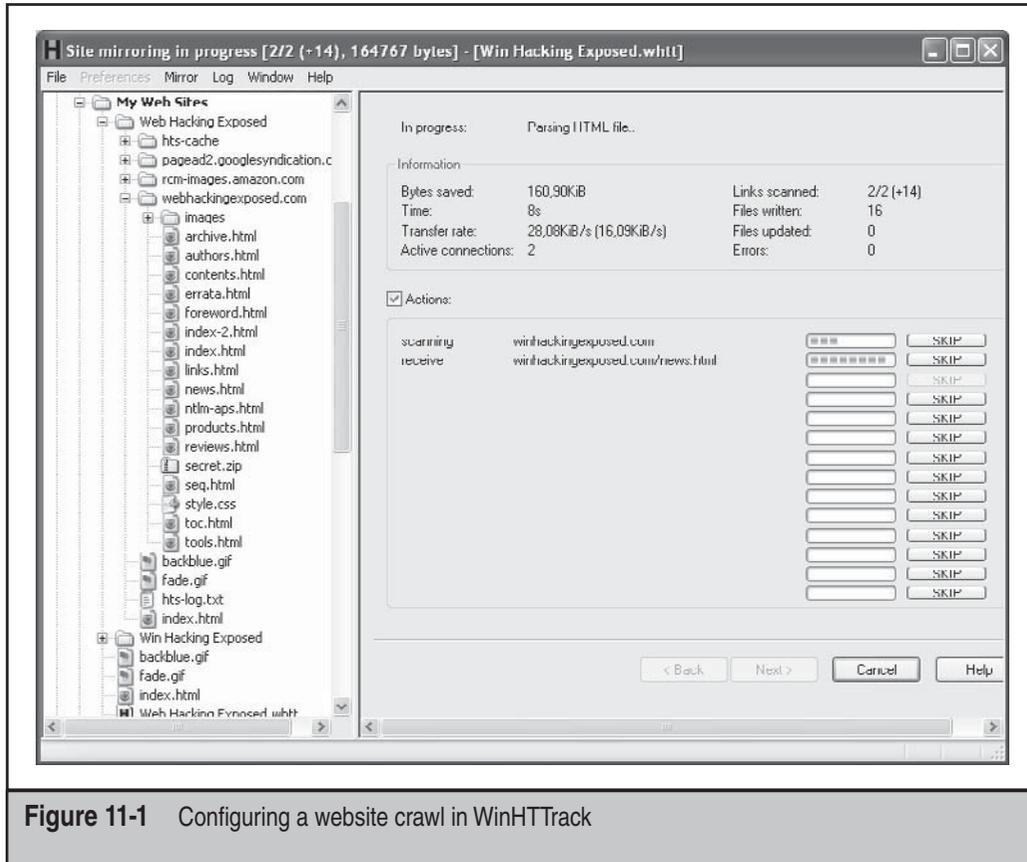 H Site mirroring in progress [2/2 (+14), 164767 bytes] - [Win Hacking Exposed.whtt]
File Preferences Mirror Log Window Help
My Web Sites
Web Hacking Exposed
hts-cache
pagead2.googlesyndication.c
rcm-images.amazon.com
webhackingexposed.com
images
archive.html
authors.html
contents.html
errata.html
foreword.html
index-2.html
index.html
links.html
news.html
ntlm-aps.html
products.html
reviews.html
secret.zip
seq.html
style.css
toc.html
tools.html
backblue.gif
fade.gif
hts-log.txt
index.html
Win Hacking Exposed
backblue.gif
fade.gif
index.html
Web Hacking Exposed.whtt
In progress: Parsing HTML file..
Information
Bytes saved: 160,90KiB Links scanned: 2/2 (+14)
Time: 8s Files written: 16
Transfer rate: 28,08KiB/s (16,09KiB/s) Files updated: 0
Active connections: 2 Errors: 0
Actions:
scanning winhackingexposed.com SKIP
receive winhackingexposed.com/news.html SKIP
SKIP
SKIP
SKIP
SKIP
SKIP
SKIP
SKIP
SKIP
SKIP
SKIP
SKIP
SKIP
< Back Next > Cancel Help
Figure 11-1 Configuring a website crawl in WinHTTrack